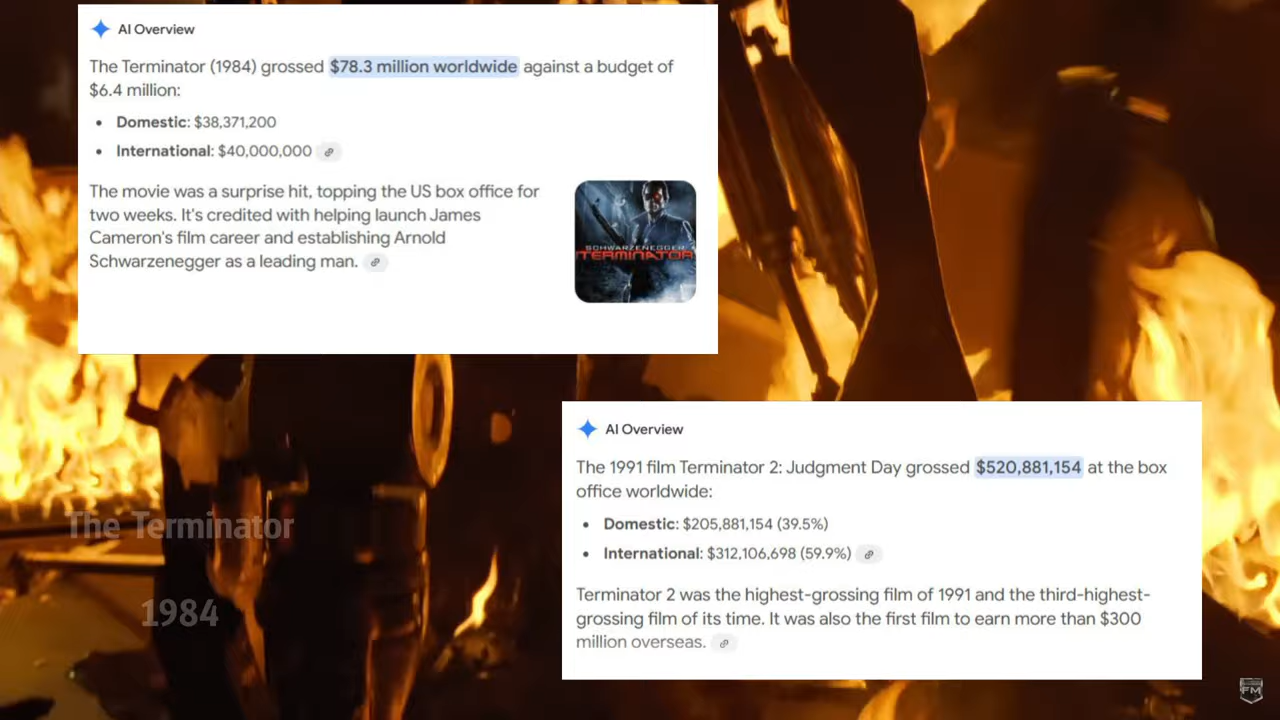 AI Overview
The Terminator (1984) grossed $78.3 million worldwide against a budget of
$6.4 million:
• Domestic: $38,371,200
• International: $40,000,000
The movie was a surprise hit, topping the US box office for
two weeks. It's credited with helping launch James
Cameron's film career and establishing Arnold
Schwarzenegger as a leading man.
SCHWARZENEGGER
TERMINATOR
AI Overview
The 1991 film Terminator 2: Judgment Day grossed $520,881,154 at the box
office worldwide:
• Domestic: $205,881,154 (39.5%)
• International: $312,106,698 (59.9%)
Terminator 2 was the highest-grossing film of 1991 and the third-highest-
grossing film of its time. It was also the first film to earn more than $300
million overseas.
The Terminator
1984
FM